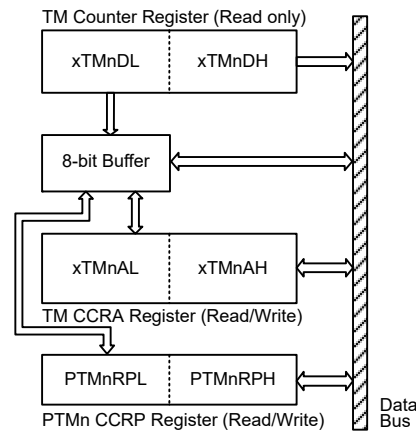 TM Counter Register (Read only)
xTMnDL xTMnDH
8-bit Buffer
xTMnAL xTMnAH
TM CCRA Register (Read/Write)
PTMnRPL PTMnRPH
PTMn CCRP Register (Read/Write)
Data
Bus